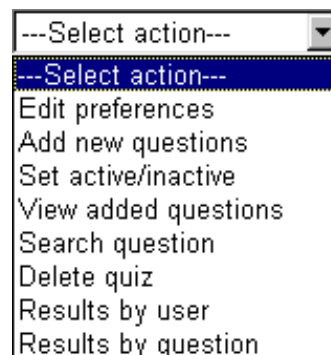 ---Select action---
---Select action---
Edit preferences
Add new questions
Set active/inactive
View added questions
Search question
Delete quiz
Results by user
Results by question